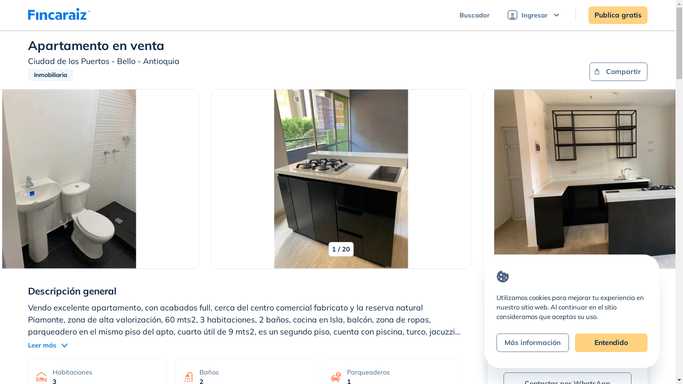 Fincaraiz
Buscador
Ingresar
Publica gratis
Apartamento en venta
Ciudad de los Puertos - Bello - Antioquia
Inmobiliaria
Compartir
1 / 20
Descripción general
Vendo excelente apartamento, con acabados full, cerca del centro comercial fabricato y la reserva natural
Piamonte, zona de alta valorización, 60 mts2, 3 habitaciones, 2 baños, cocina en Isla, balcón, zona de ropas,
parqueadero en el mismo piso del apto, cuarto útil de 9 mts2, es un segundo piso, cuenta con piscina, turco, jacuzzi...
Leer más
Habitaciones
3
Baños
2
Parqueaderos
1
Utilizamos cookies para mejorar tu experiencia en
nuestro sitio web. Al continuar en el sitio
consideramos que aceptas su uso.
Más información
Entendido
Contactar por WhatsApp